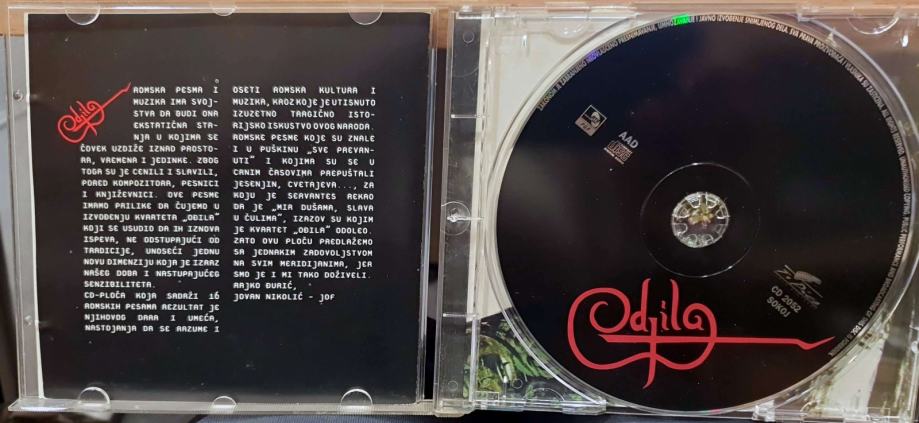 Odjila
ROMSKA PESMA I
MUZIKA IMA SVOJ-
STVA DA BUDI ONA
EKSTATIČNA STA-
NJA U KOJIMA SE
ČOVEK UZDIŽE IZNAD PROSTO-
RA, VREMENA I JEDINKE. ZBOG
TOGA SU JE CENILI I SLAVILI,
PORED KOMPOZITORA, PESNICI
I KNJIŽEVNICI. OVE PESME
IMAMO PRILIKE DA ČUJEMO U
IZVOĐENJU KVARTETA „ODILA"
KOJI SE USUDIO DA IH IZNOVA
ISPEVA, NE ODSTUPAJUĆI OD
TRADICIJE, UNOSEĆI JEDNU
NOVU DIMENZIJU KOJA JE IZRAZ
NAŠEG DOBA I NASTUPAJUĆEG
SENZIBILITETA.
CD-PLOČA KOJA SADRŽI 16
ROMSKIH PESAMA REZULTAT JE
NJIHOVOG DARA I UMEĆA,
NASTOJANJA DA SE RAZUME I
OSETI ROMSKA KULTURA I
MUZIKA, KROZ KOJE JE UTISNUTO
IZUZETNO TRAGIČNO ISTO-
RIJSKO ISKUSTVO OVOG NARODA.
ROMSKE PESME KOJE SU ZNALE
I U PUŠKINU „SVE PREVRNU-
UTI" I KOJIMA SU SE U
CRNIM ČASOVIMA PREPUŠTALI
JESENJIN, CVETAJEVA..., ZA
KOJU JE SERVANTES REKAO
DA JE „MIR DUŠAMA, SLAVA
U ČULIMA", IZAZOV SU KOJIM
JE KVARTET „ODILA" ODOLEO.
ZATO OVU PLOČU PREDLAŽEMO
SA JEDNAKIM ZADOVOLJSTVOM
NA SVIM MERIDIJANIMA, JER
SMO JE I MI TAKO DOŽIVELI.
RAJKO ĐURIĆ,
JOVAN NIKOLIĆ - JOF
AAD
CD 2052
SOKOJ
Odjila